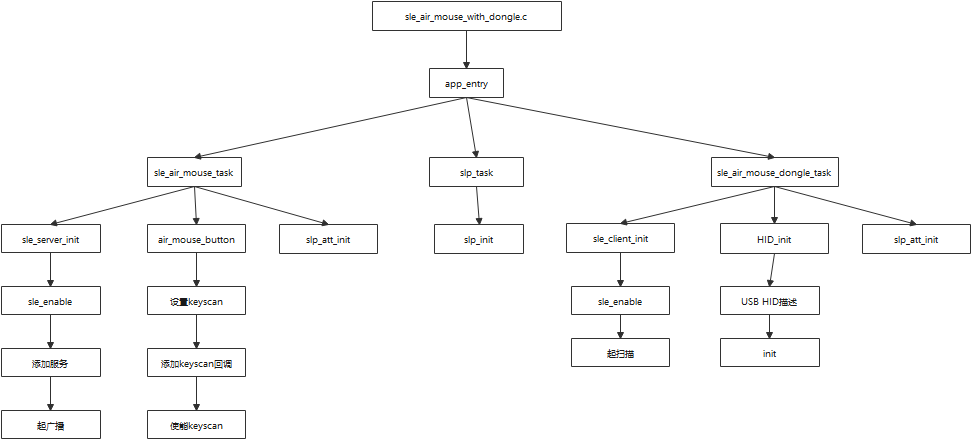 sle_air_mouse_with_dongle.c
app_entry
sle_air_mouse_task
slp_task
sle_air_mouse_dongle_task
sle_server_init
air_mouse_button
slp_att_init
slp_init
sle_client_init
HID_init
slp_att_init
sle_enable
设置keyscan
sle_enable
USB HID描述
添加服务
添加keyscan回调
起扫描
init
起广播
使能keyscan